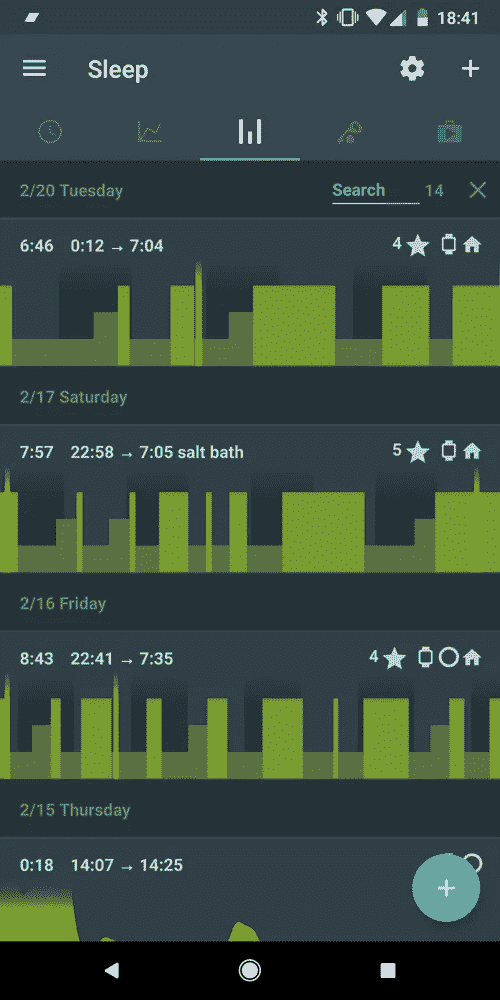 18:41
Sleep
2/20 Tuesday Search 14
6:46 0:12 → 7:04 4
2/17 Saturday
7:57 22:58 → 7:05 salt bath 5
2/16 Friday
8:43 22:41 → 7:35 4
2/15 Thursday
0:18 14:07 → 14:25